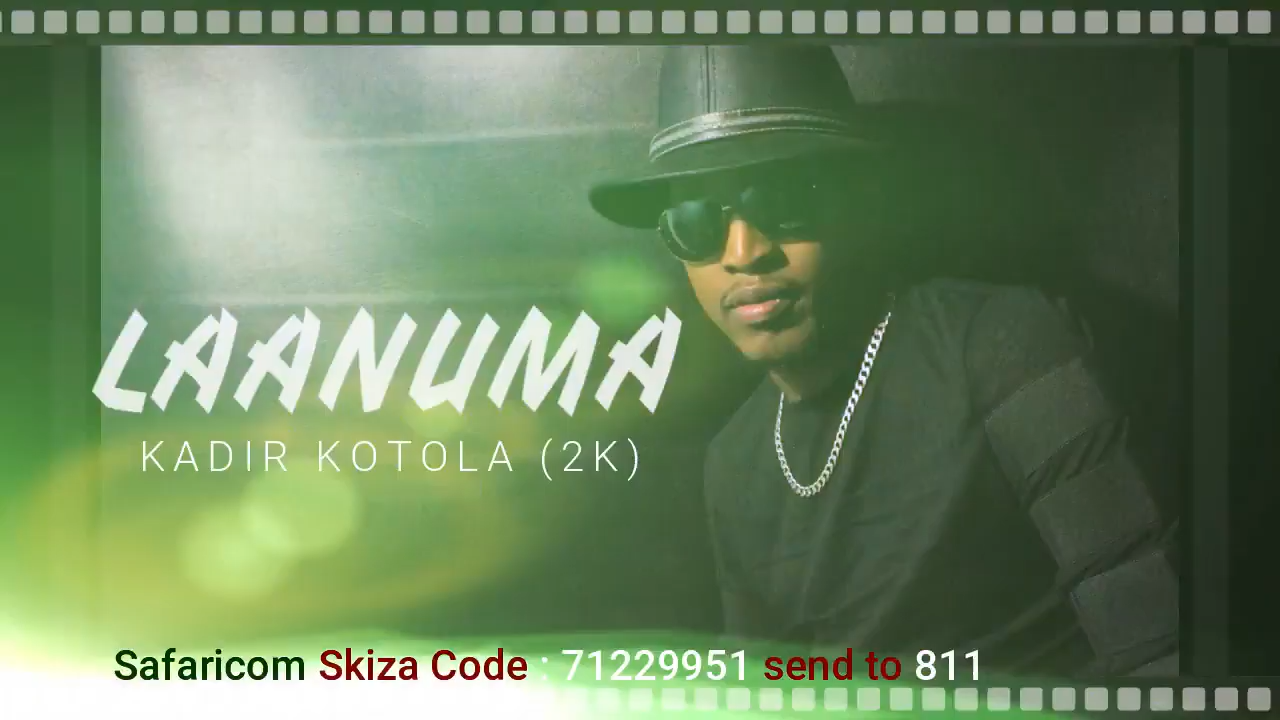 LAANUMA
KADIR KOTOLA (2K)
Safaricom Skiza Code : 71229951 send to 811